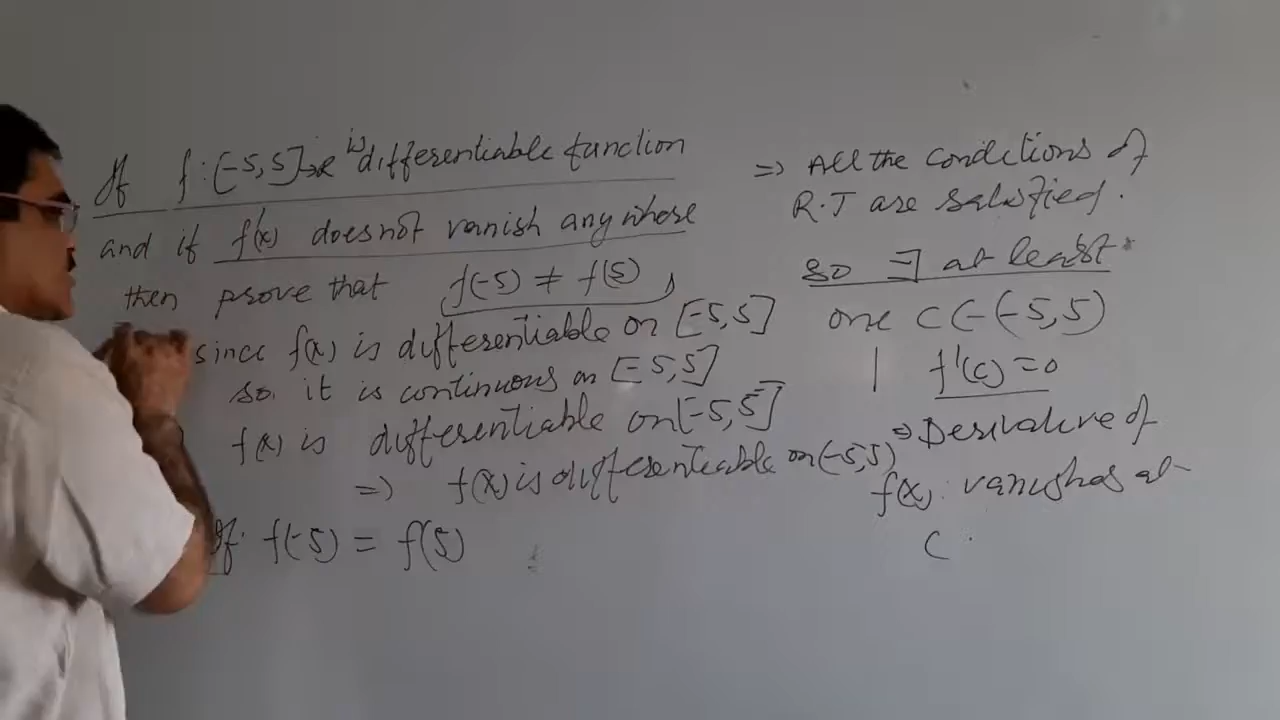 If f : [-5, 5] → R is differentiable function
and if f'(x) does not vanish any where
then prove that f(-5) ≠ f(5)
since f(x) is differentiable on [-5, 5]
so it is continuous on [-5, 5]
f(x) is differentiable on [-5, 5]
=> f(x) is differentiable on (-5, 5)
If f(-5) = f(5)
=> All the conditions of
R.T are satisfied.
so ∃ at least
one c ∈ (-5, 5)
| f'(c) = 0
=> Derivative of
f(x) vanishes at
c.